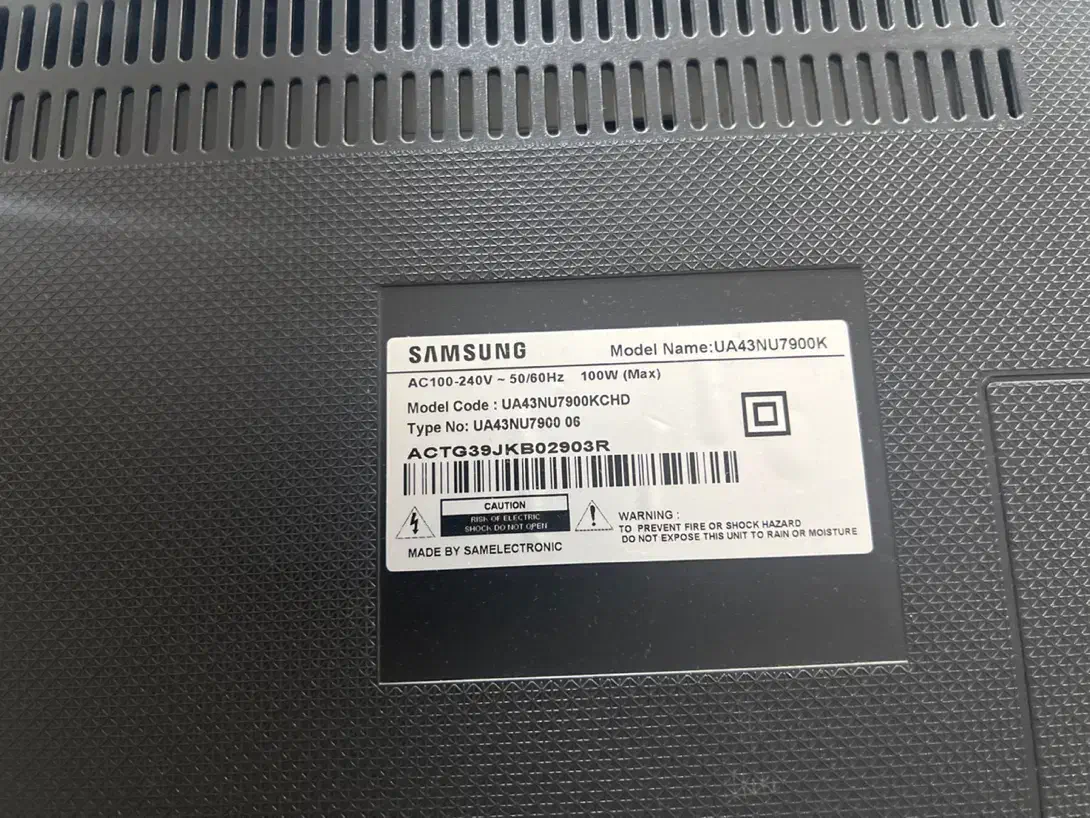 SAMSUNG Model Name:UA43NU7900K
AC100-240V ~ 50/60Hz 100W (Max)
Model Code : UA43NU7900KCHD
Type No: UA43NU7900 06
ACTG39JKB02903R
CAUTION
RISK OF ELECTRIC
SHOCK DO NOT OPEN
WARNING :
TO PREVENT FIRE OR SHOCK HAZARD
DO NOT EXPOSE THIS UNIT TO RAIN OR MOISTURE
MADE BY SAMELECTRONIC